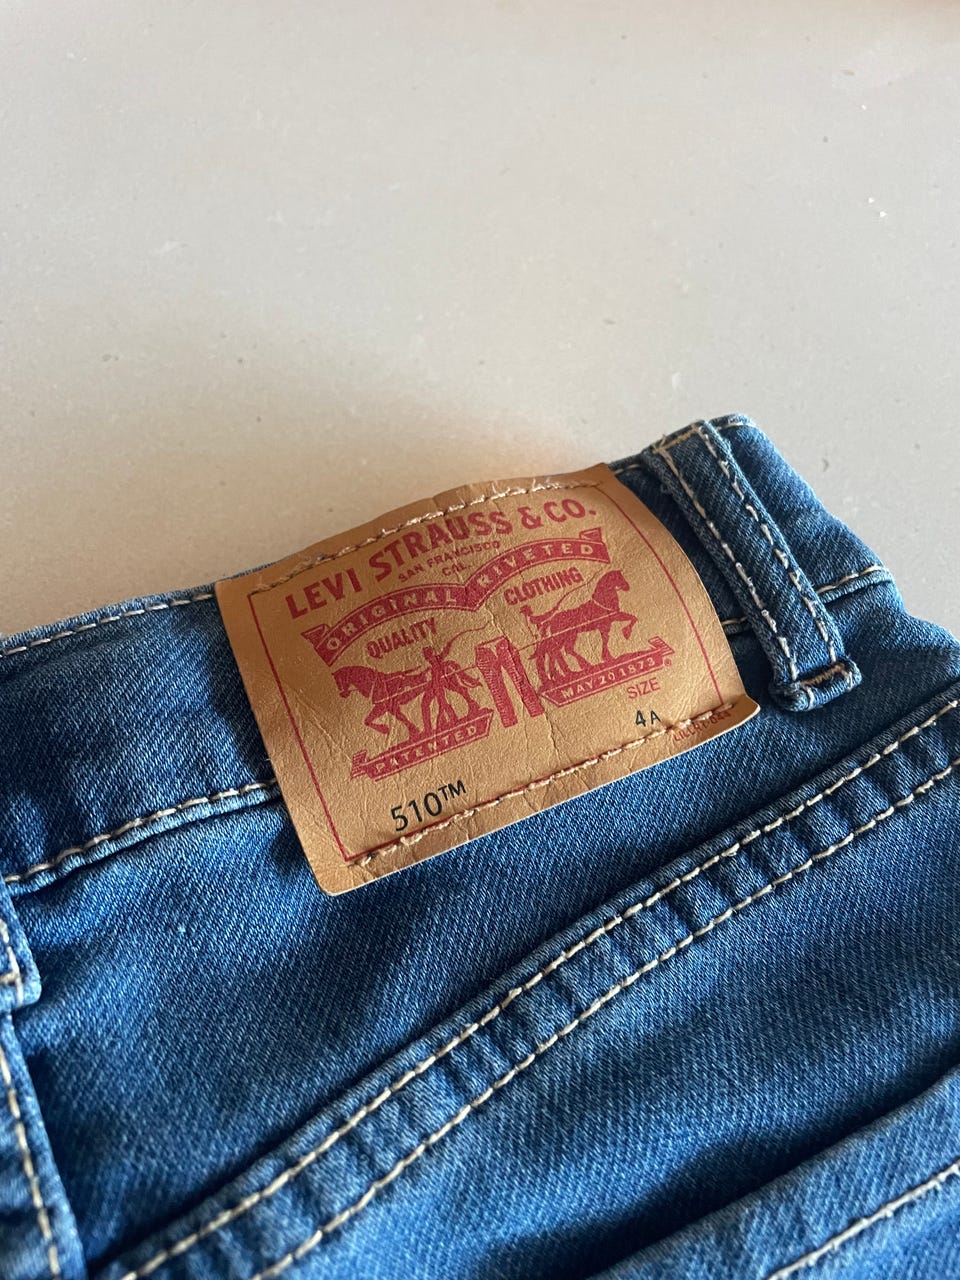 LEVI STRAUSS & CO.
SAN FRANCISCO
CAL.
ORIGINAL RIVETED
QUALITY CLOTHING
PATENTED MAY 20 1873
SIZE
4A
510™